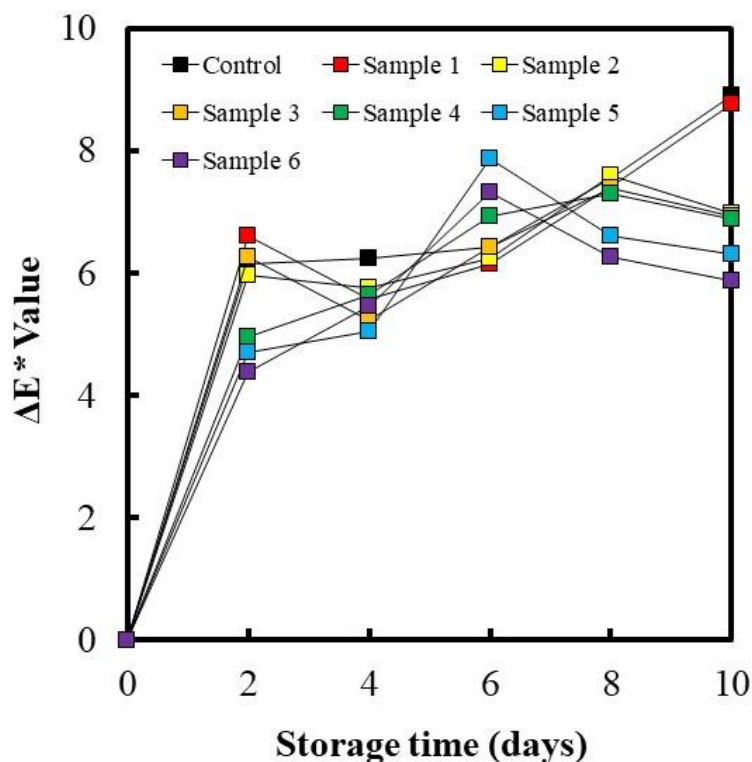 10
Control Sample 1 Sample 2
Sample 3 Sample 4 Sample 5
Sample 6
8
6
4
2
0
ΔE* Value
0 2 4 6 8 10
Storage time (days)